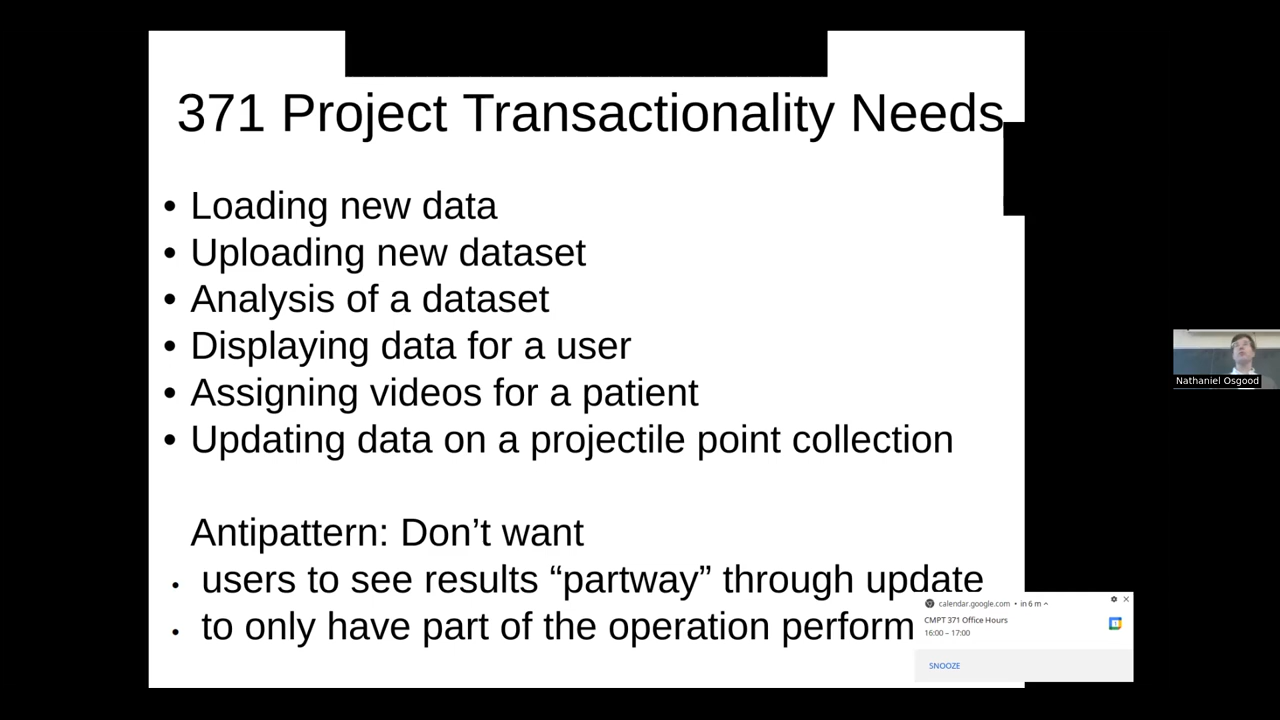 371 Project Transactionality Needs
• Loading new data
• Uploading new dataset
• Analysis of a dataset
• Displaying data for a user
• Assigning videos for a patient
• Updating data on a projectile point collection
Antipattern: Don’t want
• users to see results “partway” through update
• to only have part of the operation perform
calendar.google.com • in 6 m
CMPT 371 Office Hours
16:00 – 17:00
SNOOZE
Nathaniel Osgood